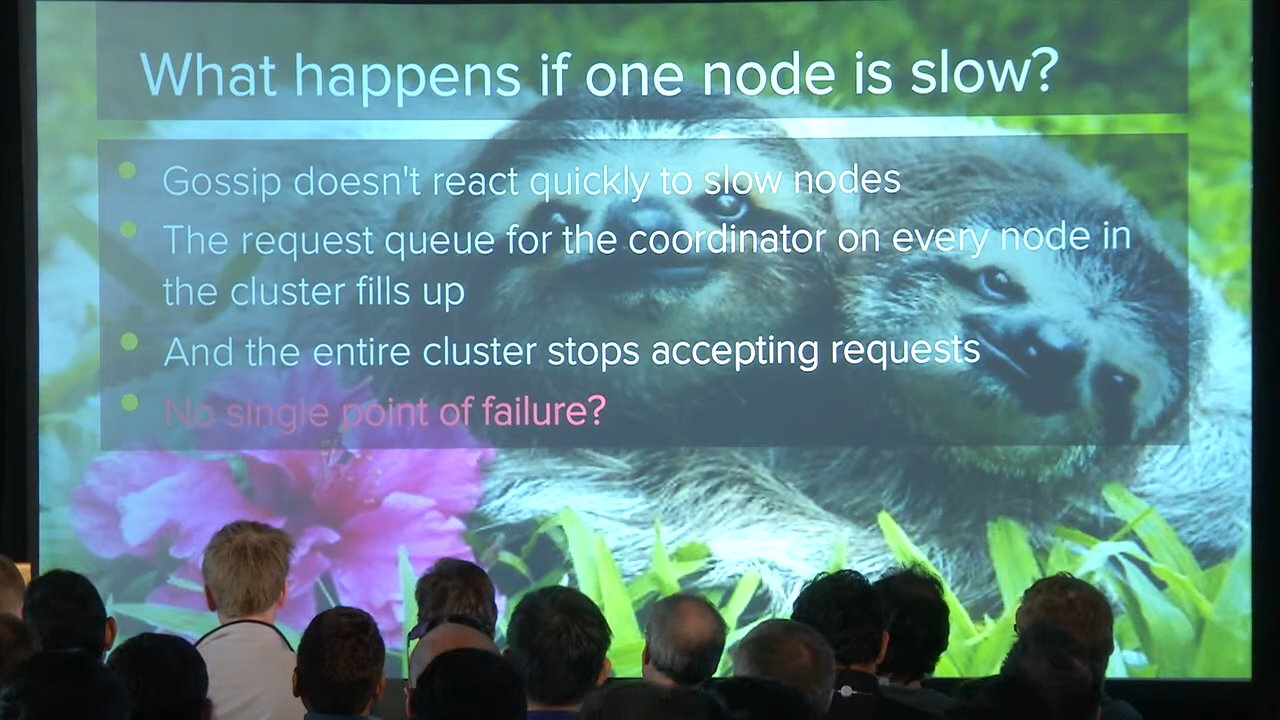 What happens if one node is slow?
Gossip doesn't react quickly to slow nodes
The request queue for the coordinator on every node in
the cluster fills up
And the entire cluster stops accepting requests
No single point of failure?